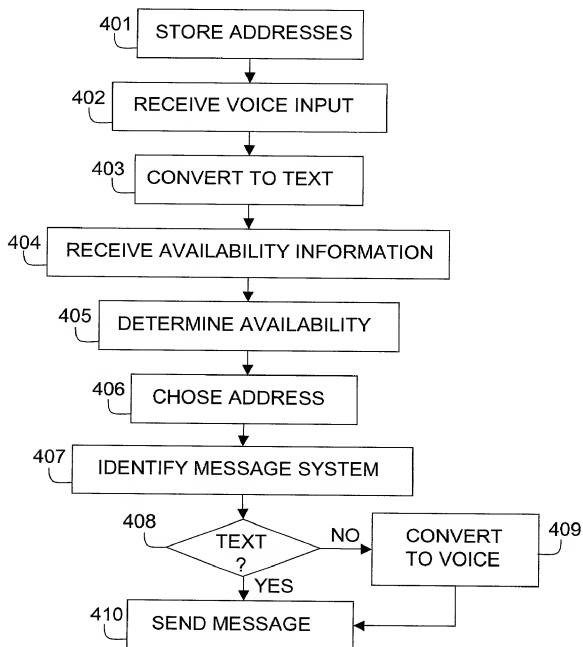 401 STORE ADDRESSES
402 RECEIVE VOICE INPUT
403 CONVERT TO TEXT
404 RECEIVE AVAILABILITY INFORMATION
405 DETERMINE AVAILABILITY
406 CHOSE ADDRESS
407 IDENTIFY MESSAGE SYSTEM
408 TEXT
?
NO
CONVERT
TO VOICE
409
YES
410 SEND MESSAGE